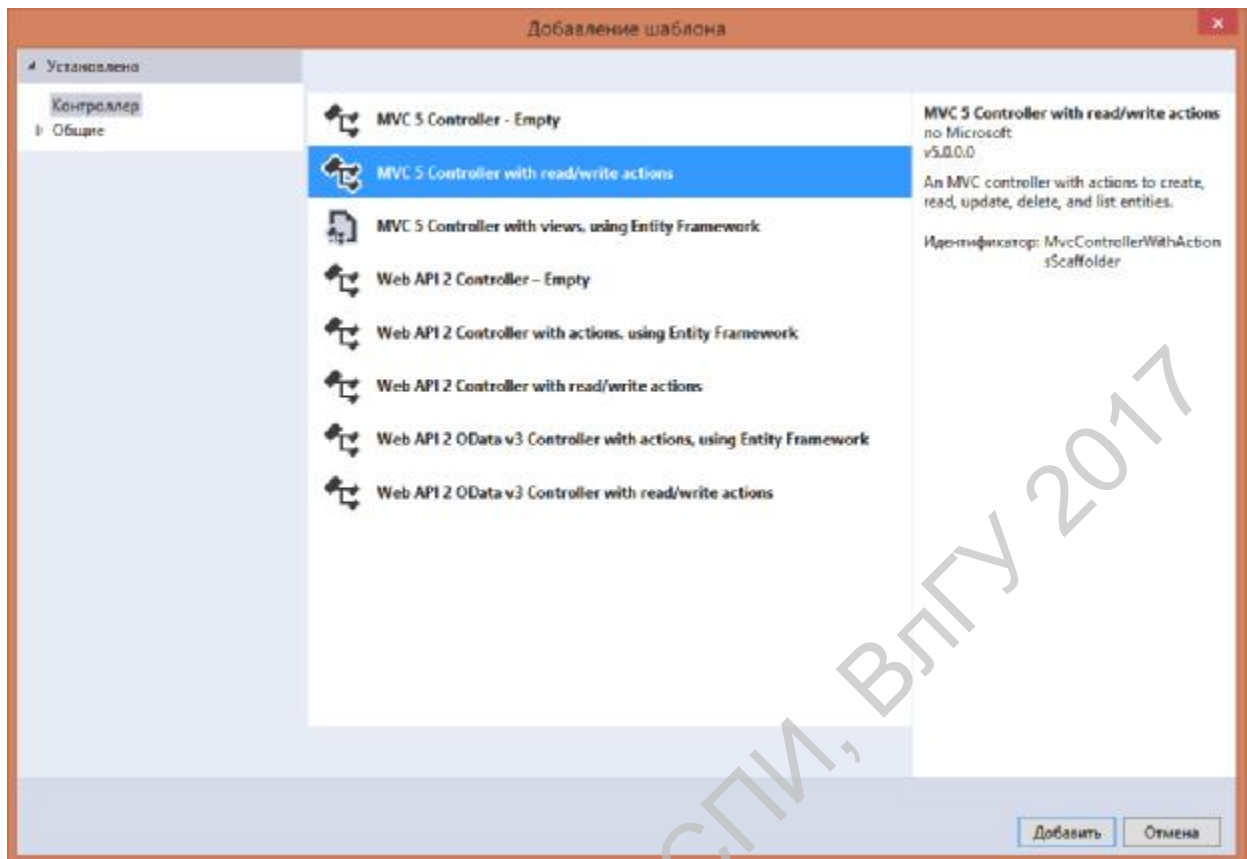 Добавление шаблона
Установлено
Контроллер
Общие
MVC 5 Controller - Empty
MVC 5 Controller with read/write actions
MVC 5 Controller with views, using Entity Framework
Web API 2 Controller – Empty
Web API 2 Controller with actions, using Entity Framework
Web API 2 Controller with read/write actions
Web API 2 OData v3 Controller with actions, using Entity Framework
Web API 2 OData v3 Controller with read/write actions
MVC 5 Controller with read/write actions
по Microsoft
v5.0.0.0
An MVC controller with actions to create,
read, update, delete, and list entities.
Идентификатор: MvcControllerWithAction
sScaffolder
СПИ, ВлГУ 2017
Добавить
Отмена